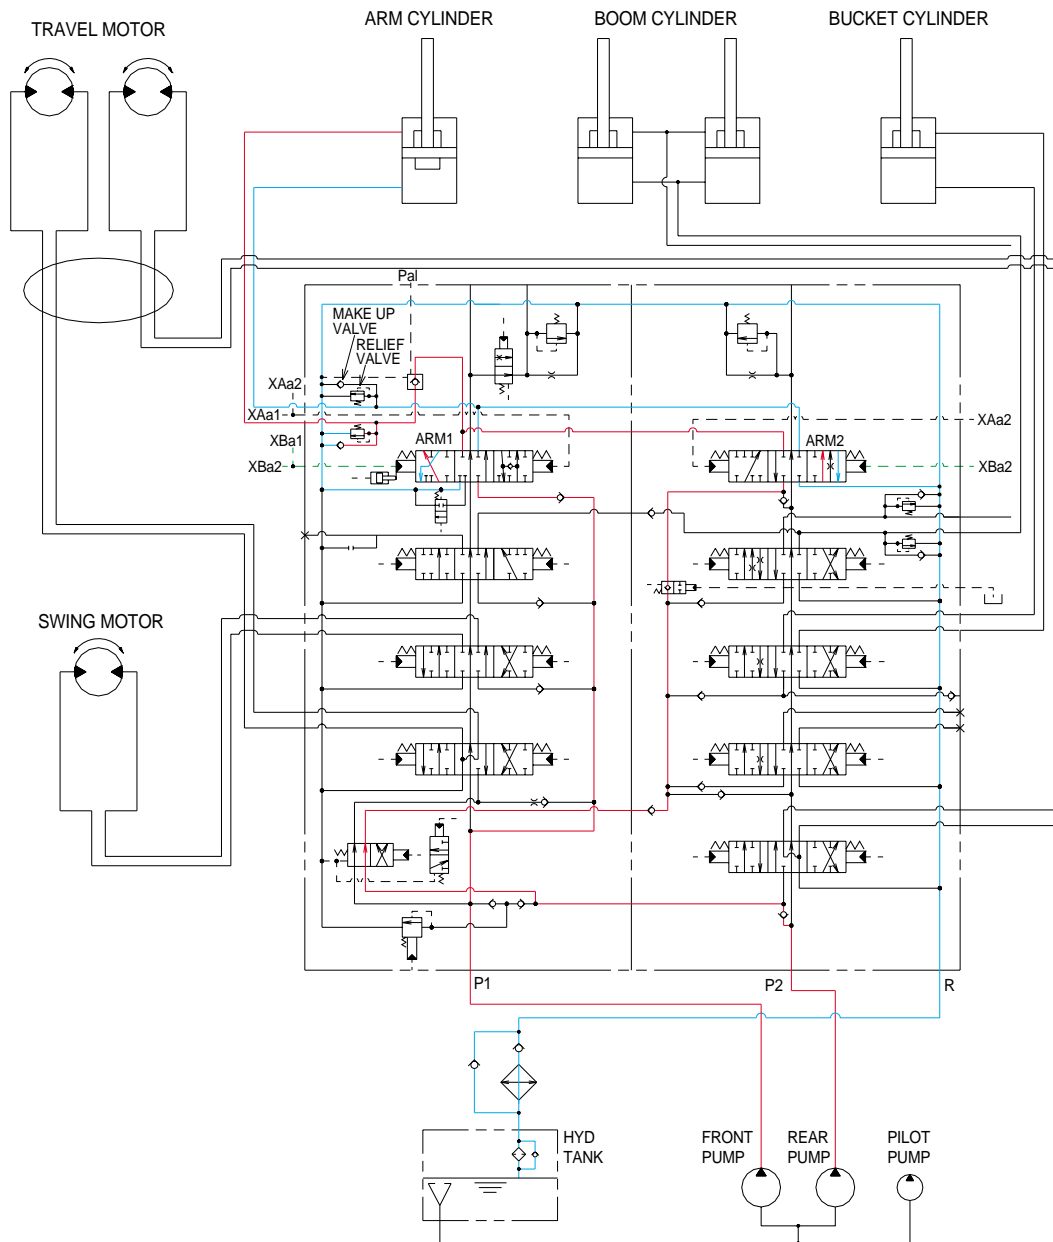 ARM CYLINDER
BOOM CYLINDER
BUCKET CYLINDER
TRAVEL MOTOR
Pal
MAKE UP
VALVE
RELIEF
VALVE
XAa2
XAa1
XAa2
XBa1
ARM1
ARM2
XBa2
XBa2
SWING MOTOR
P1
P2
R
HYD
TANK
FRONT
PUMP
REAR
PUMP
PILOT
PUMP